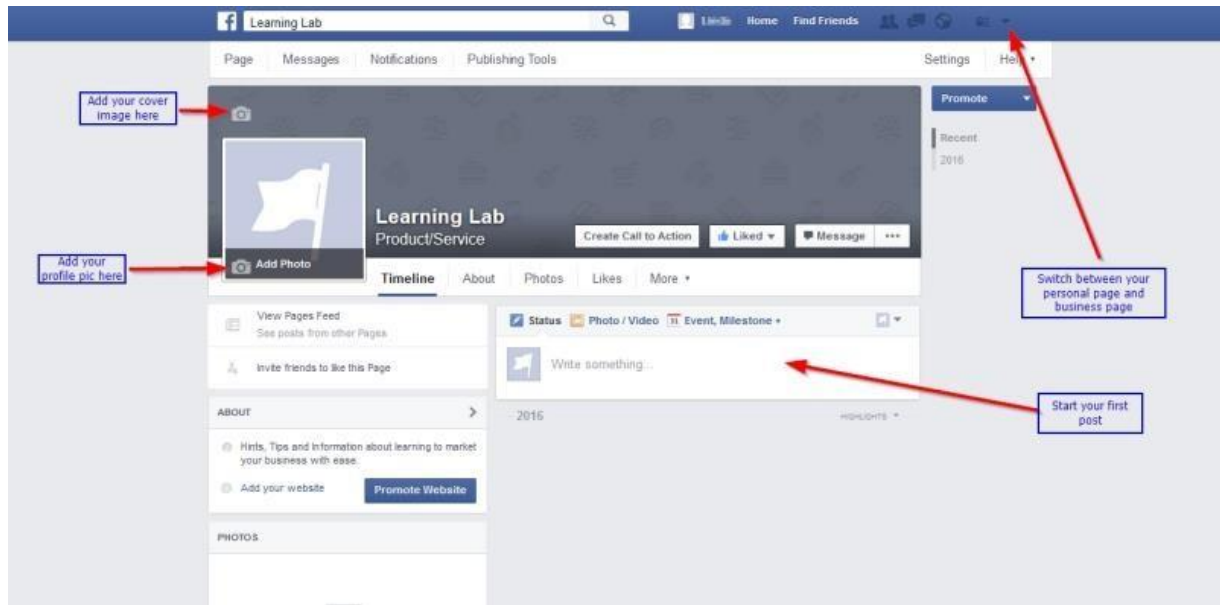 f Learning Lab
Home Find Friends
Page Messages Notifications Publishing Tools Settings Help
Add your cover
image here
Promote
Recent
2016
Learning Lab
Product/Service
Create Call to Action Liked Message
Add your
profile pic here
Add Photo
Timeline About Photos Likes More
Switch between your
personal page and
business page
View Pages Feed
See posts from other Pages
Status Photo / Video 31 Event, Milestone +
Invite friends to like this Page
Write something...
Start your first
post
ABOUT
2016 HIGHLIGHTS
Hints, Tips and Information about learning to market
your business with ease.
Add your website Promote Website
PHOTOS